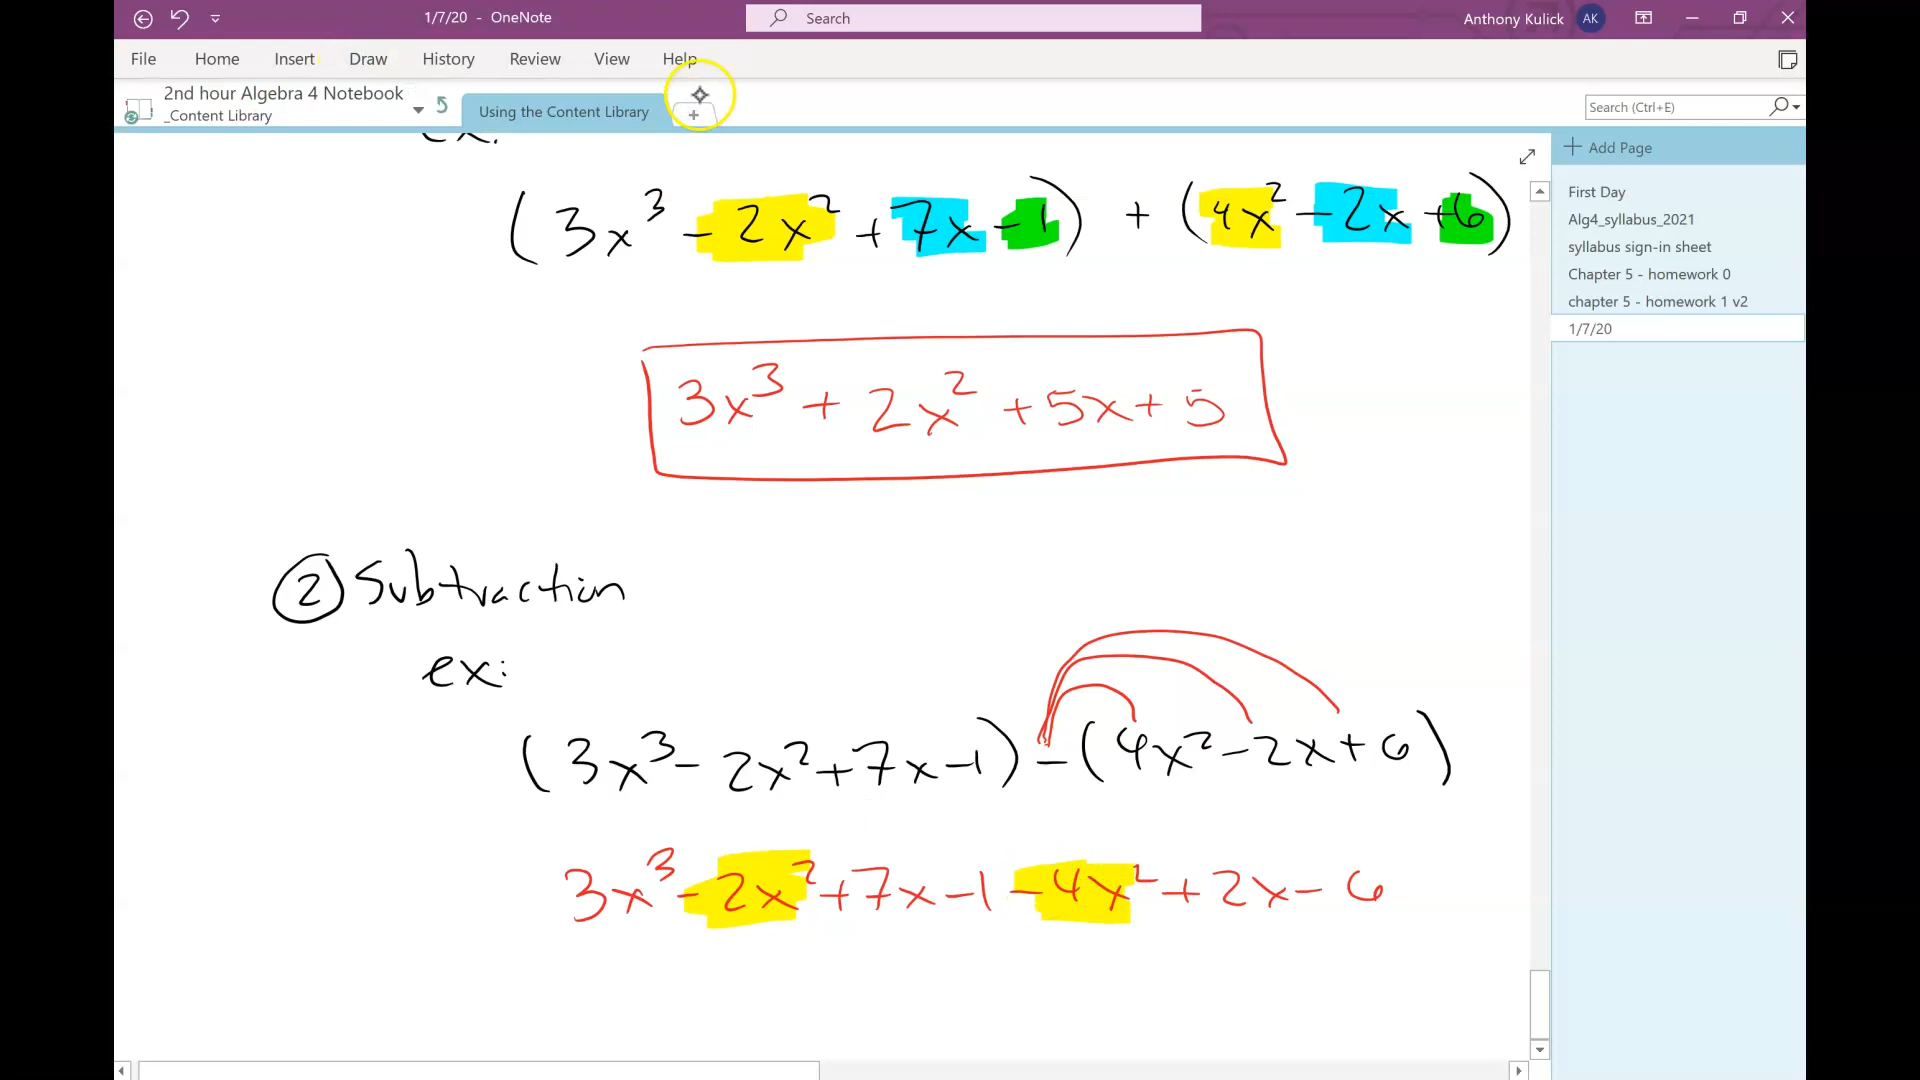 1/7/20 - OneNote
Search
Anthony Kulick AK
File Home Insert Draw History Review View Help
2nd hour Algebra 4 Notebook
_Content Library
Using the Content Library
+
Search (Ctrl+E)
Add Page
First Day
Alg4_syllabus_2021
syllabus sign-in sheet
Chapter 5 - homework 0
chapter 5 - homework 1 v2
1/7/20
ex:
(3x³ - 2x² + 7x - 1) + (4x² - 2x + 6)
3x³ + 2x² + 5x + 5
② Subtraction
ex:
(3x³ - 2x² + 7x - 1) - (4x² - 2x + 6)
3x³ - 2x² + 7x - 1 - 4x² + 2x - 6